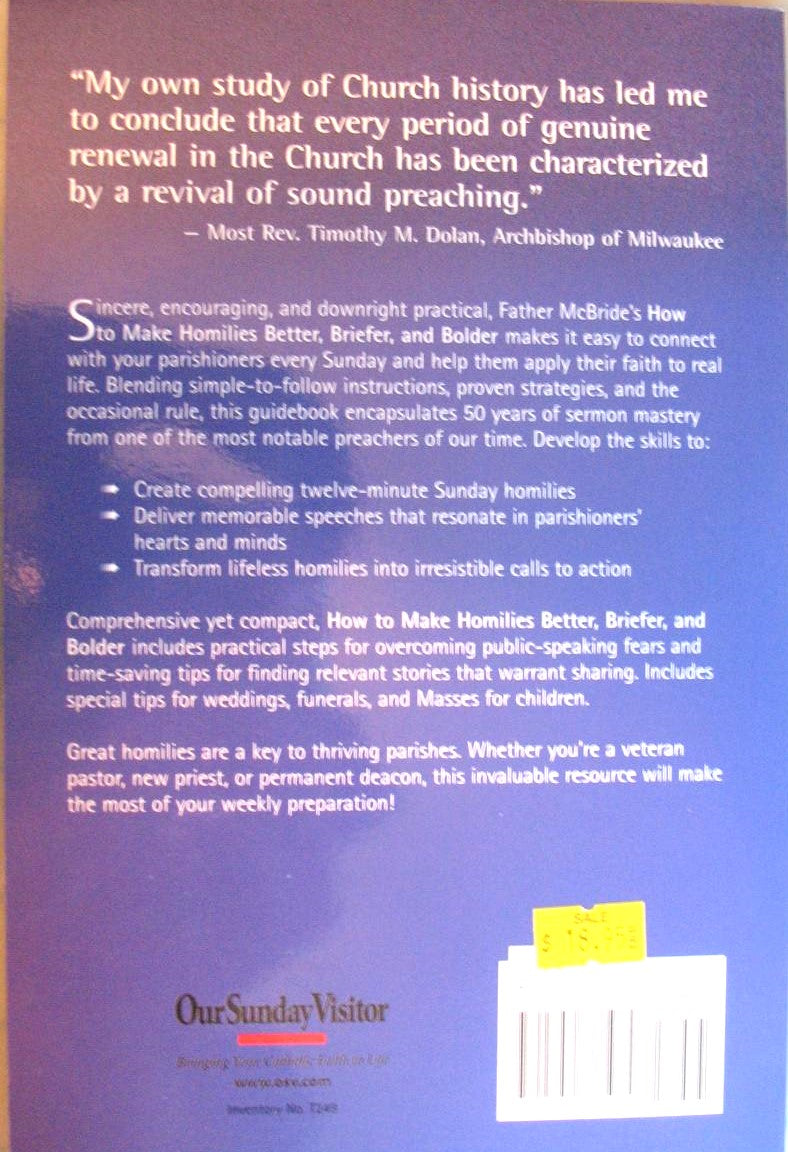 “My own study of Church history has led me
to conclude that every period of genuine
renewal in the Church has been characterized
by a revival of sound preaching.”
– Most Rev. Timothy M. Dolan, Archbishop of Milwaukee
Sincere, encouraging, and downright practical, Father McBride's How
to Make Homilies Better, Briefer, and Bolder makes it easy to connect
with your parishioners every Sunday and help them apply their faith to real
life. Blending simple-to-follow instructions, proven strategies, and the
occasional rule, this guidebook encapsulates 50 years of sermon mastery
from one of the most notable preachers of our time. Develop the skills to:
➡ Create compelling twelve-minute Sunday homilies
➡ Deliver memorable speeches that resonate in parishioners'
hearts and minds
➡ Transform lifeless homilies into irresistible calls to action
Comprehensive yet compact, How to Make Homilies Better, Briefer, and
Bolder includes practical steps for overcoming public-speaking fears and
time-saving tips for finding relevant stories that warrant sharing. Includes
special tips for weddings, funerals, and Masses for children.
Great homilies are a key to thriving parishes. Whether you're a veteran
pastor, new priest, or permanent deacon, this invaluable resource will make
the most of your weekly preparation!
SALE
$
OurSundayVisitor
Bringing Your Catholic Faith to Life
www.osv.com
Inventory No.